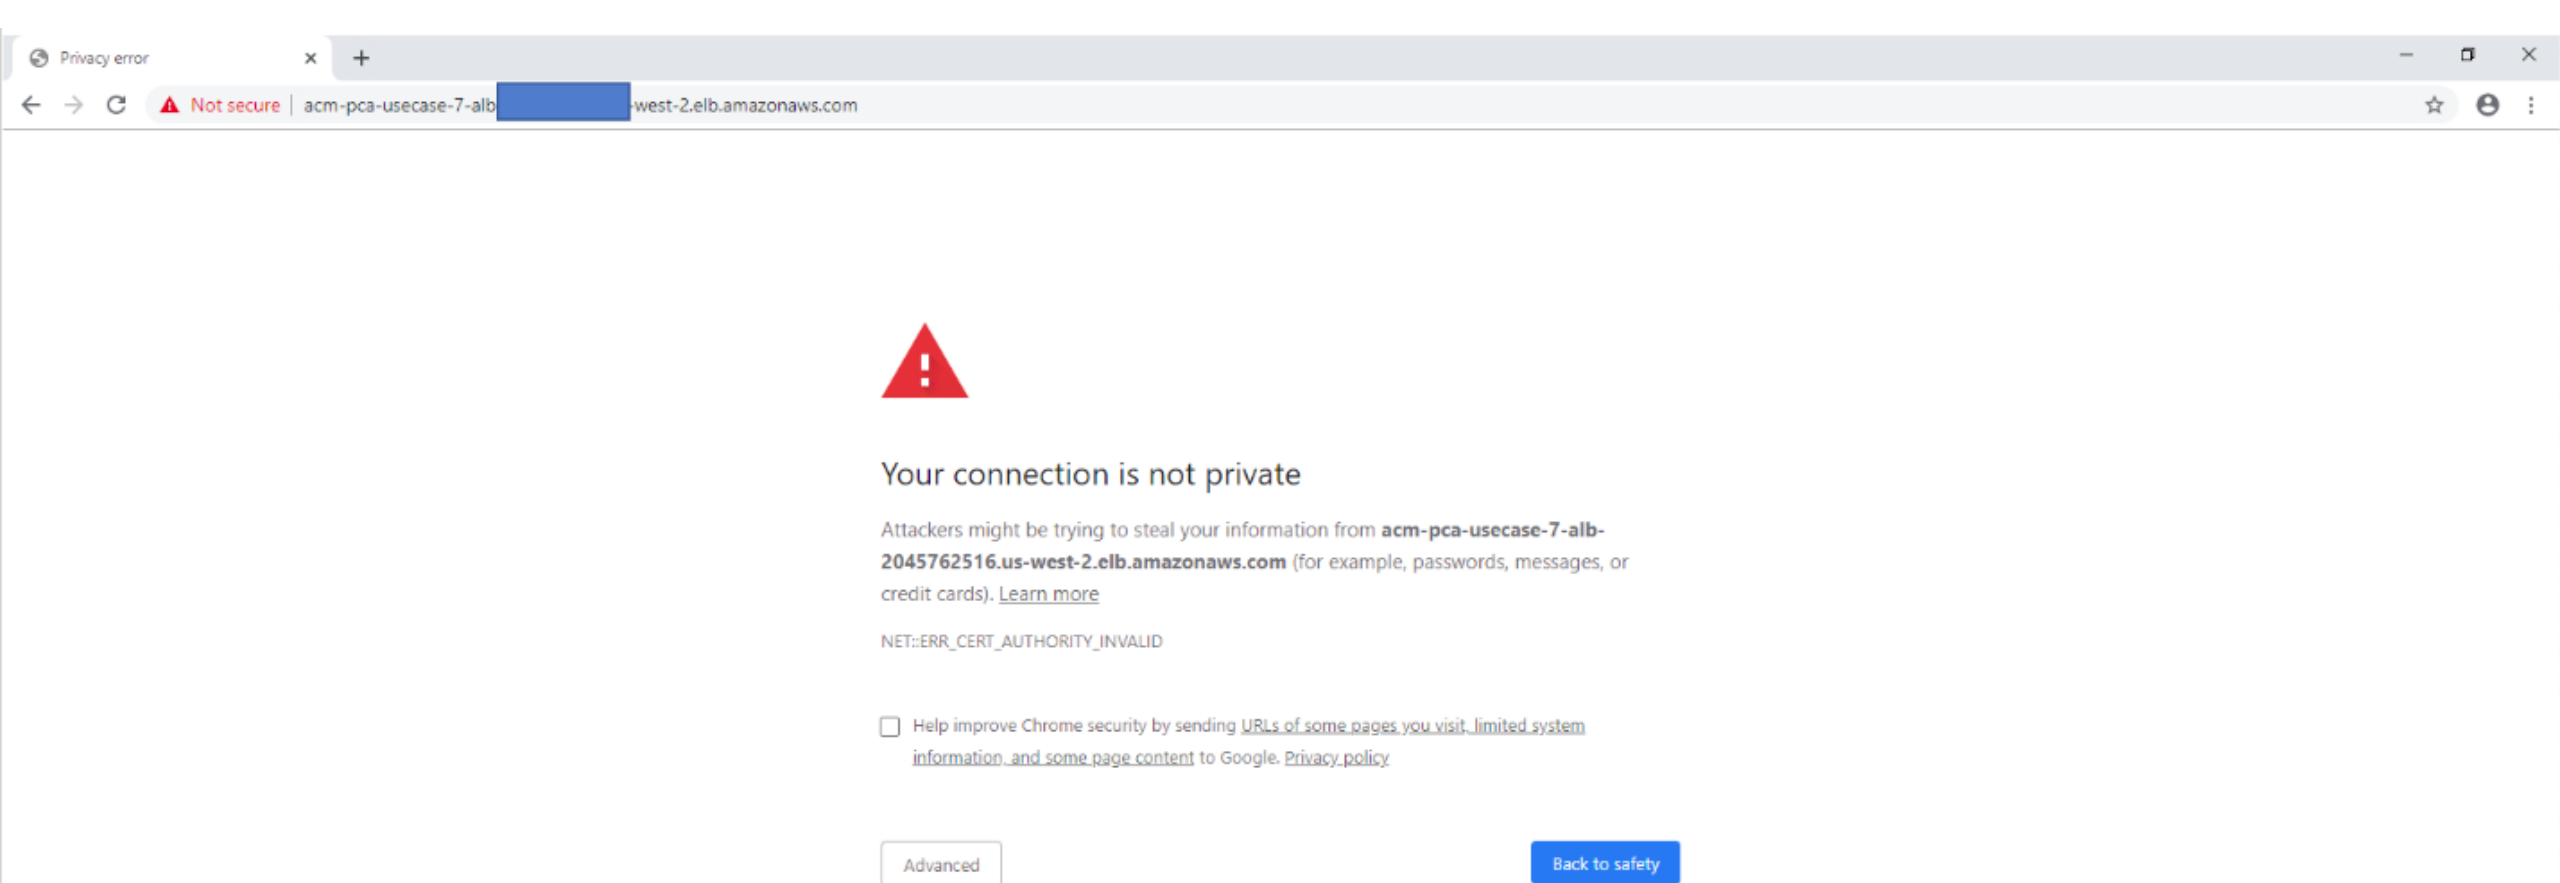 Privacy error
Not secure acm-pca-usecase-7-alb -west-2.elb.amazonaws.com
Your connection is not private
Attackers might be trying to steal your information from acm-pca-usecase-7-alb-
2045762516.us-west-2.elb.amazonaws.com (for example, passwords, messages, or
credit cards). Learn more
NET::ERR_CERT_AUTHORITY_INVALID
Help improve Chrome security by sending URLs of some pages you visit, limited system
information, and some page content to Google. Privacy policy
Advanced
Back to safety